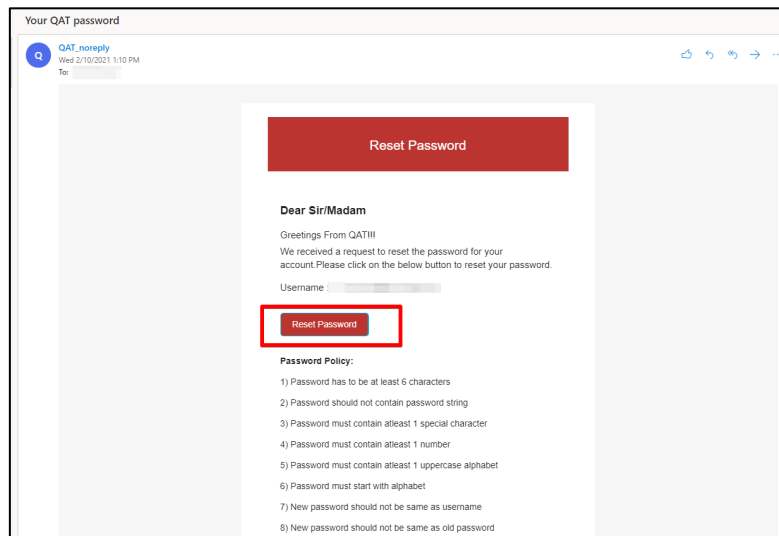 Your QAT password
Q
QAT_noreply
Wed 2/10/2021 1:10 PM
To:
Reset Password
Dear Sir/Madam
Greetings From QAT!!!
We received a request to reset the password for your
account.Please click on the below button to reset your password.
Username :
Reset Password
Password Policy:
1) Password has to be at least 6 characters
2) Password should not contain password string
3) Password must contain atleast 1 special character
4) Password must contain atleast 1 number
5) Password must contain atleast 1 uppercase alphabet
6) Password must start with alphabet
7) New password should not be same as username
8) New password should not be same as old password